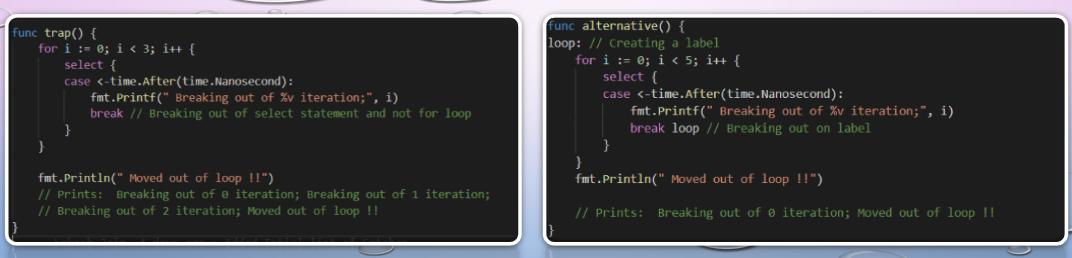 func trap() {
for i := 0; i < 3; i++ {
select {
case <-time.After(time.Nanosecond):
fmt.Printf(" Breaking out of %v iteration;", i)
break // Breaking out of select statement and not for loop
}
}
fmt.Println(" Moved out of loop !!")
// Prints:  Breaking out of 0 iteration; Breaking out of 1 iteration;
// Breaking out of 2 iteration; Moved out of loop !!
}
func alternative() {
loop: // Creating a label
for i := 0; i < 5; i++ {
select {
case <-time.After(time.Nanosecond):
fmt.Printf(" Breaking out of %v iteration;", i)
break loop // Breaking out on label
}
}
fmt.Println(" Moved out of loop !!")
// Prints:  Breaking out of 0 iteration; Moved out of loop !!
}